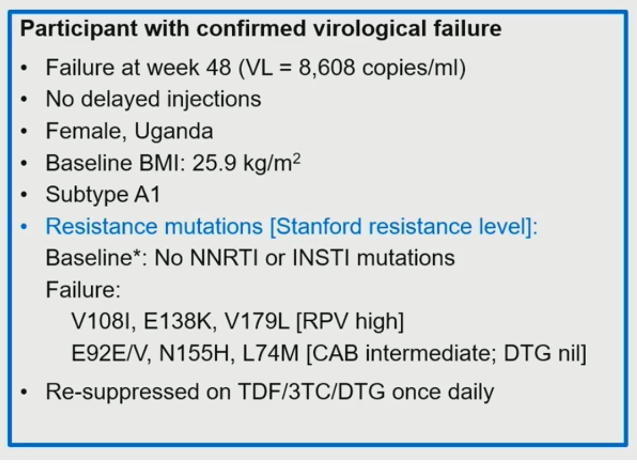 Participant with confirmed virological failure
• Failure at week 48 (VL = 8,608 copies/ml)
• No delayed injections
• Female, Uganda
• Baseline BMI: 25.9 kg/m²
• Subtype A1
• Resistance mutations [Stanford resistance level]:
Baseline*: No NNRTI or INSTI mutations
Failure:
V108I, E138K, V179L [RPV high]
E92E/V, N155H, L74M [CAB intermediate; DTG nil]
• Re-suppressed on TDF/3TC/DTG once daily